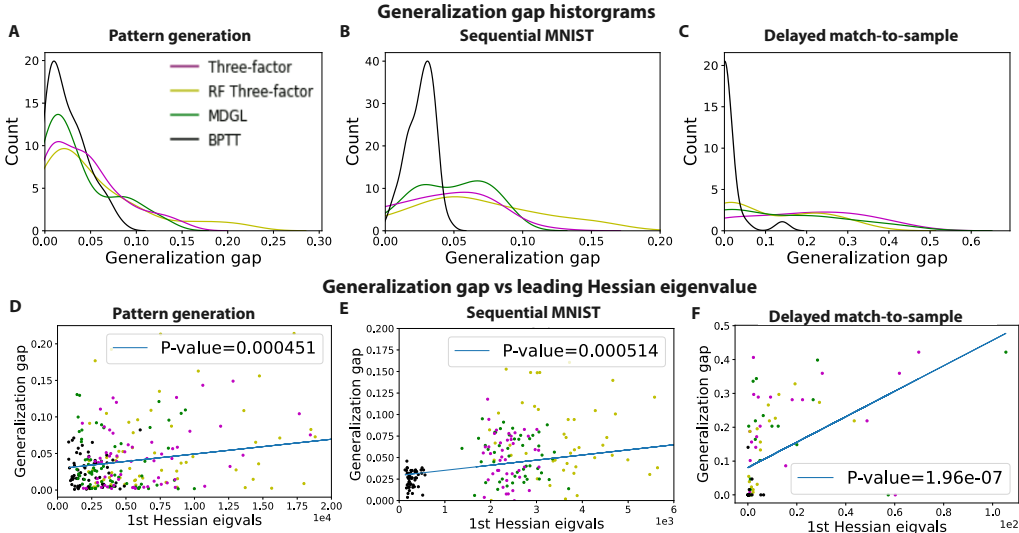 Generalization gap historgrams
A
Pattern generation
Count
20
15
10
5
0
0.00 0.05 0.10 0.15 0.20 0.25 0.30
Generalization gap
Three-factor
RF Three-factor
MDGL
BPTT
B
Sequential MNIST
Count
40
30
20
10
0
0.00 0.05 0.10 0.15 0.20
Generalization gap
C
Delayed match-to-sample
Count
20
15
10
5
0
0.0 0.1 0.2 0.3 0.4 0.5 0.6
Generalization gap
Generalization gap vs leading Hessian eigenvalue
D
Pattern generation
Generalization gap
0.20
0.15
0.10
0.05
0.00
P-value=0.000451
0.00 0.25 0.50 0.75 1.00 1.25 1.50 1.75 2.00
1e4
1st Hessian eigvals
E
Sequential MNIST
Generalization gap
0.200
0.175
0.150
0.125
0.100
0.075
0.050
0.025
0.000
P-value=0.000514
0 1 2 3 4 5 6
1e3
1st Hessian eigvals
F
Delayed match-to-sample
Generalization gap
0.5
0.4
0.3
0.2
0.1
0.0
P-value=1.96e-07
0.0 0.2 0.4 0.6 0.8 1.0
1e2
1st Hessian eigvals